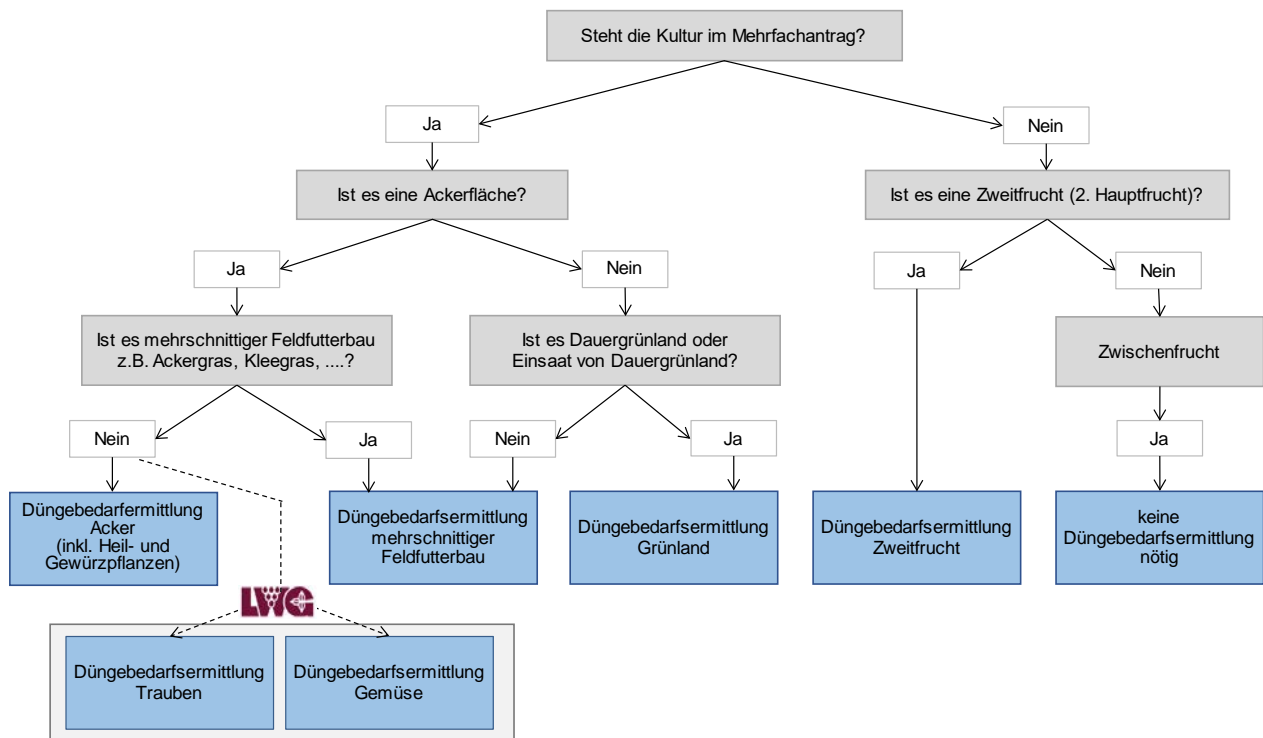 Steht die Kultur im Mehrfachantrag?
Ja
Nein
Ist es eine Ackerfläche?
Ist es eine Zweitfrucht (2. Hauptfrucht)?
Ja
Nein
Ja
Nein
Ist es mehrschnittiger Feldfutterbau
z.B. Ackergras, Kleegras, ....?
Ist es Dauergrünland oder
Einsaat von Dauergrünland?
Zwischenfrucht
Nein
Ja
Nein
Ja
Ja
Düngebedarfermittlung
Acker
(inkl. Heil- und
Gewürzpflanzen)
Düngebedarfsermittlung
mehrschnittiger
Feldfutterbau
Düngebedarfsermittlung
Grünland
Düngebedarfsermittlung
Zweitfrucht
keine
Düngebedarfsermittlung
nötig
LWG
Düngebedarfsermittlung
Trauben
Düngebedarfsermittlung
Gemüse